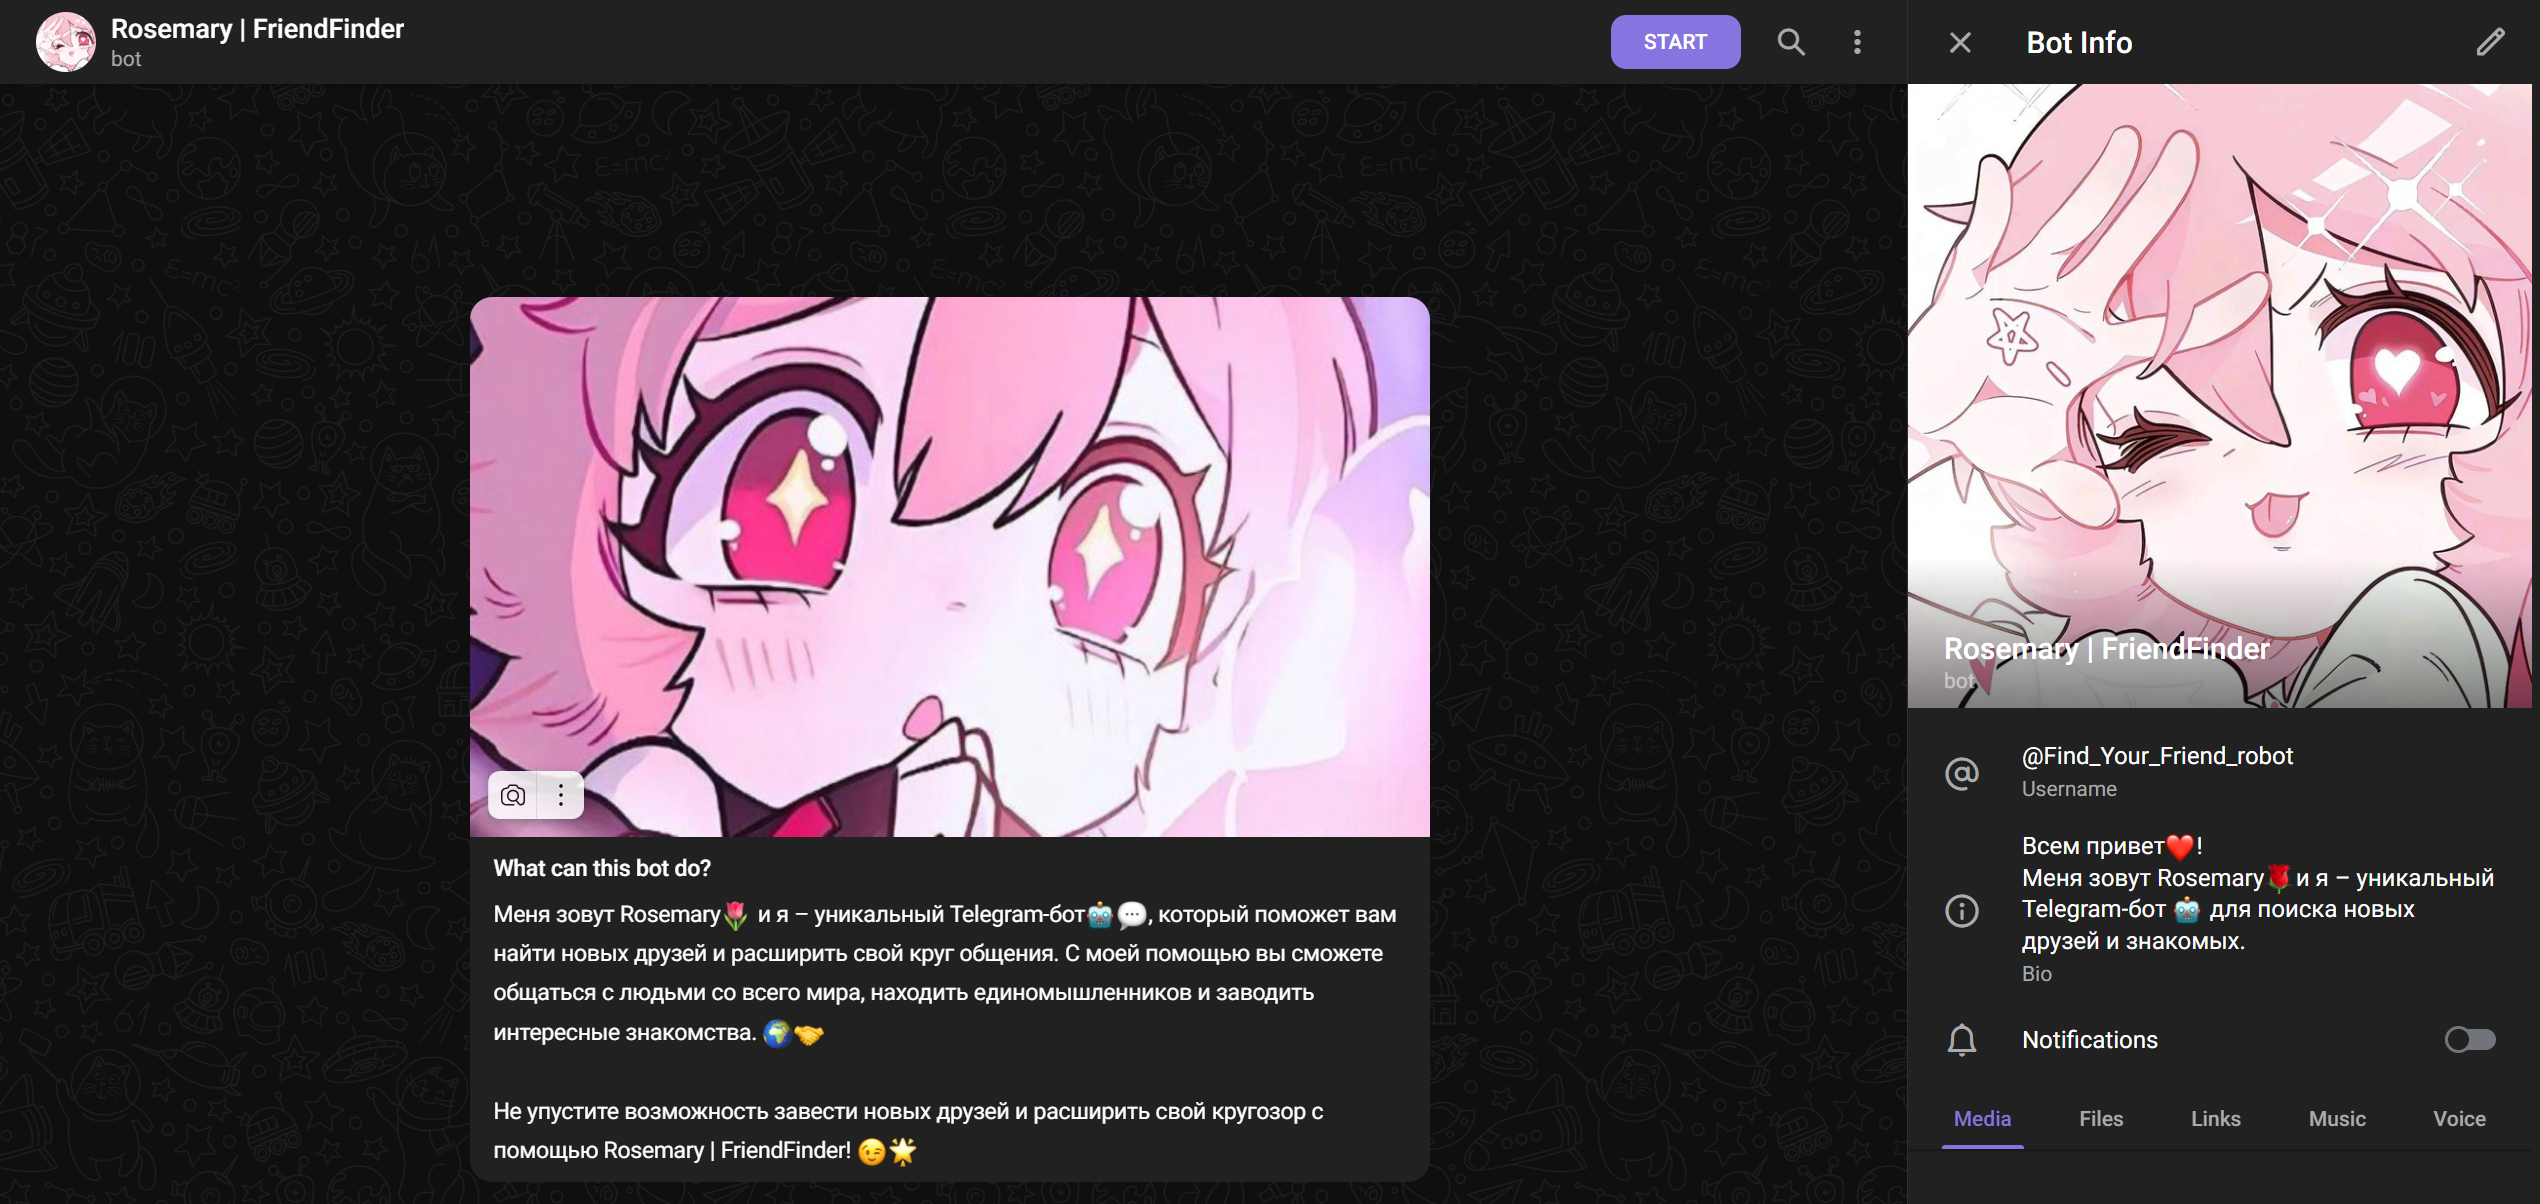 Rosemary | FriendFinder
bot
START
Bot Info
Rosemary | FriendFinder
bot
What can this bot do?
Меня зовут Rosemary🌷 и я – уникальный Telegram-бот🤖💬, который поможет вам
найти новых друзей и расширить свой круг общения. С моей помощью вы сможете
общаться с людьми со всего мира, находить единомышленников и заводить
интересные знакомства. 🌍🤝
Не упустите возможность завести новых друзей и расширить свой кругозор с
помощью Rosemary | FriendFinder! 😉🌟
@Find_Your_Friend_robot
Username
Всем привет❤️!
Меня зовут Rosemary🌹и я – уникальный
Telegram-бот 🤖 для поиска новых
друзей и знакомых.
Bio
Notifications
Media Files Links Music Voice